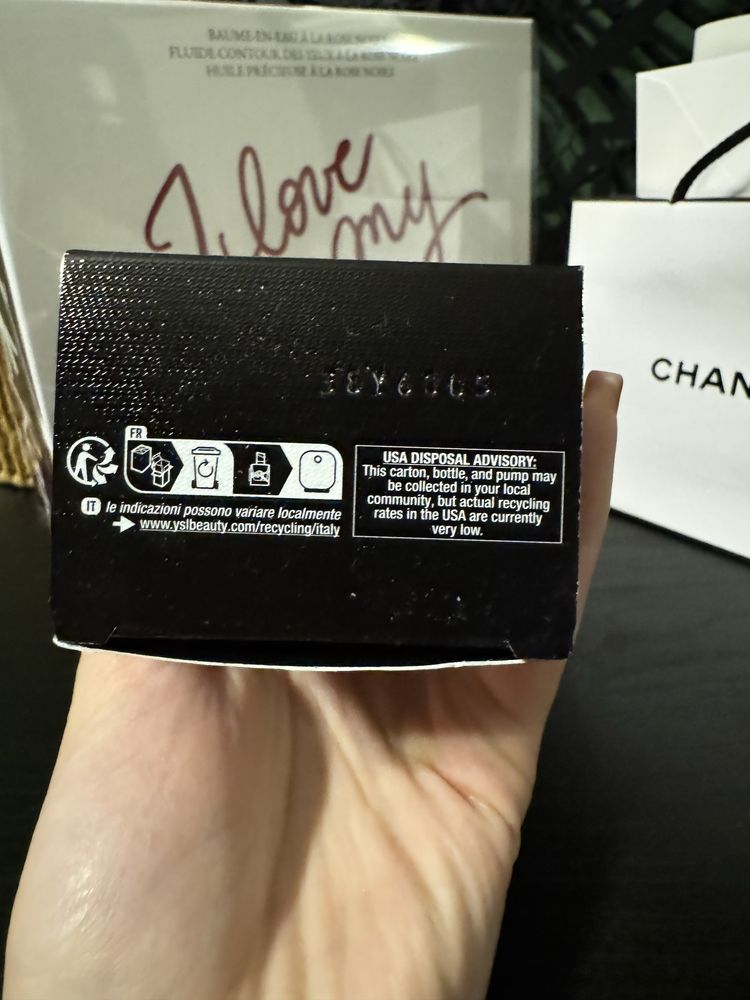 BAUME-EN-EAU À LA ROSE NOIRE
FLUIDE CONTOUR DES YEUX À LA ROSE NOIRE
HUILE PRÉCIEUSE À LA ROSE NOIRE
I love
my
CHAN
FR
USA DISPOSAL ADVISORY:
This carton, bottle, and pump may
be collected in your local
community, but actual recycling
rates in the USA are currently
very low.
IT le indicazioni possono variare localmente
www.yslbeauty.com/recycling/italy